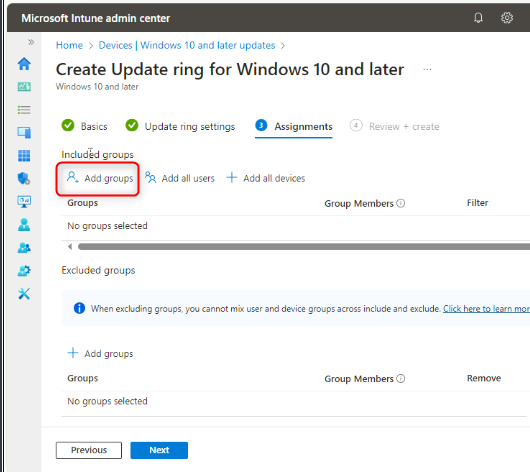 Microsoft Intune admin center
Home > Devices | Windows 10 and later updates >
Create Update ring for Windows 10 and later ...
Windows 10 and later
Basics Update ring settings 3 Assignments 4 Review + create
Included groups
Add groups Add all users + Add all devices
Groups Group Members Filter
No groups selected
Excluded groups
When excluding groups, you cannot mix user and device groups across include and exclude. Click here to learn mor
+ Add groups
Groups Group Members Remove
No groups selected
Previous Next